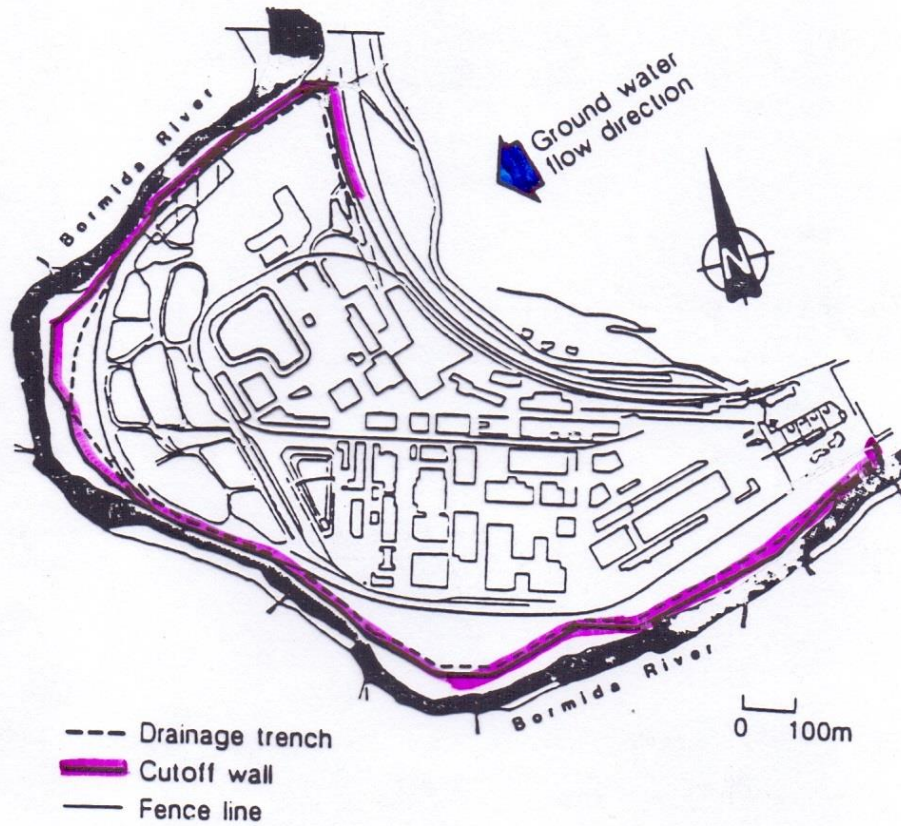 Bormida River
Ground water
flow direction
N
Bormida River
0 100m
Drainage trench
Cutoff wall
Fence line